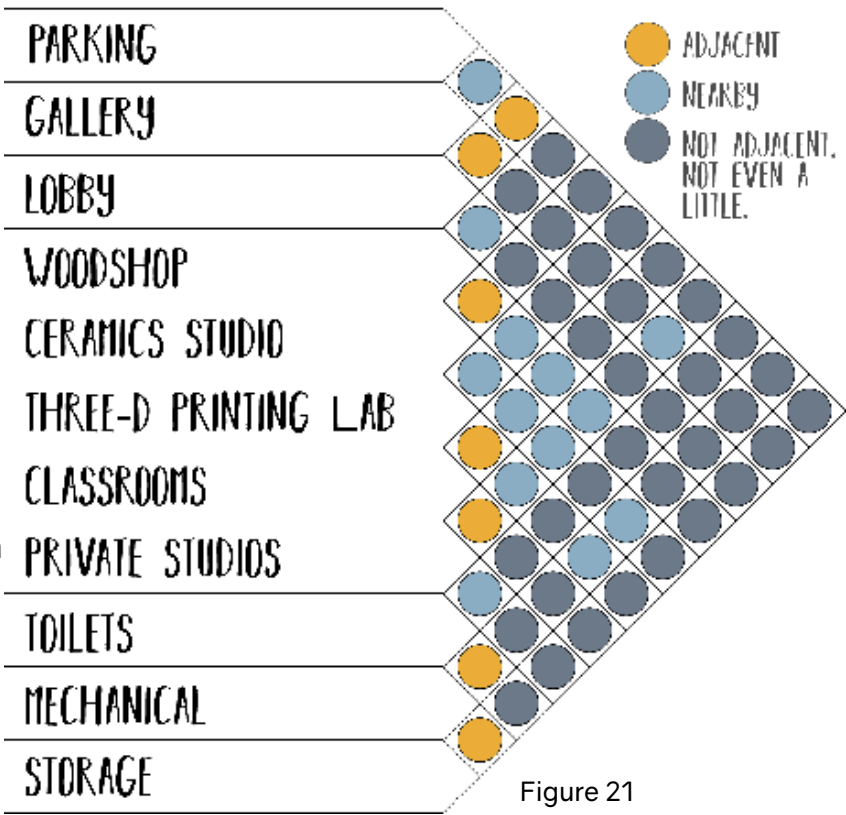 PARKING
GALLERY
LOBBY
WOODSHOP
CERAMICS STUDIO
THREE-D PRINTING LAB
CLASSROOMS
PRIVATE STUDIOS
TOILETS
MECHANICAL
STORAGE
ADJACENT
NEARBY
NOT ADJACENT.
NOT EVEN A
LITTLE.
Figure 21